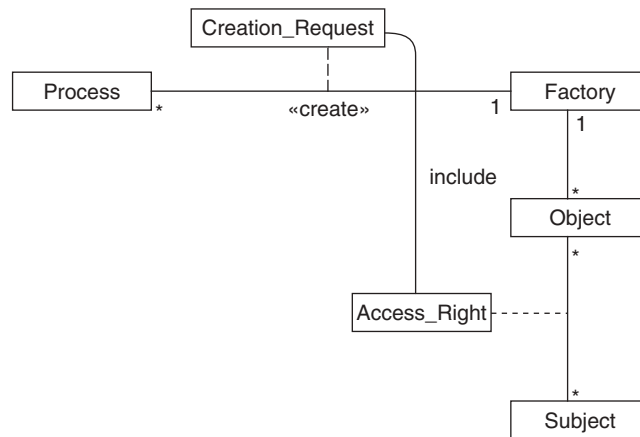 Creation_Request
Process
Factory
*
«create»
1
1
include
*
Object
*
Access_Right
*
Subject